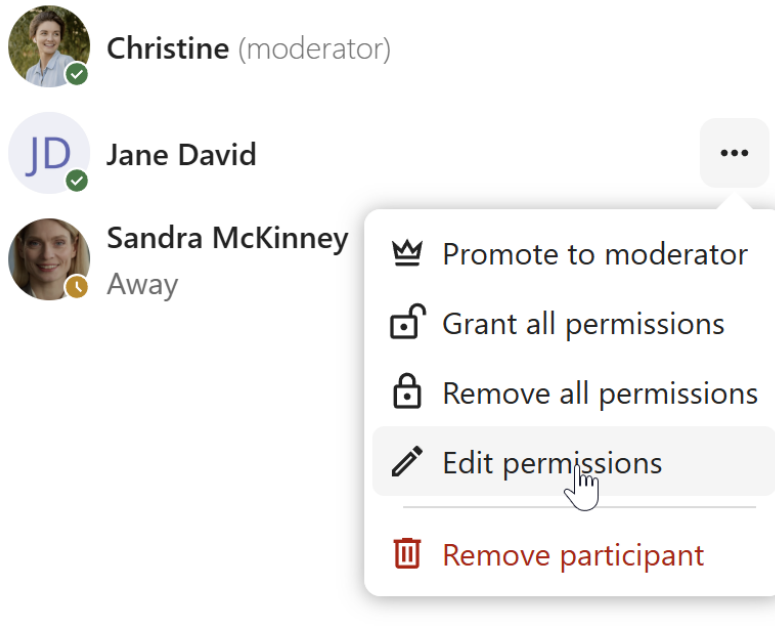 Christine (moderator)
JD
Jane David
Sandra McKinney
Away
Promote to moderator
Grant all permissions
Remove all permissions
Edit permissions
Remove participant